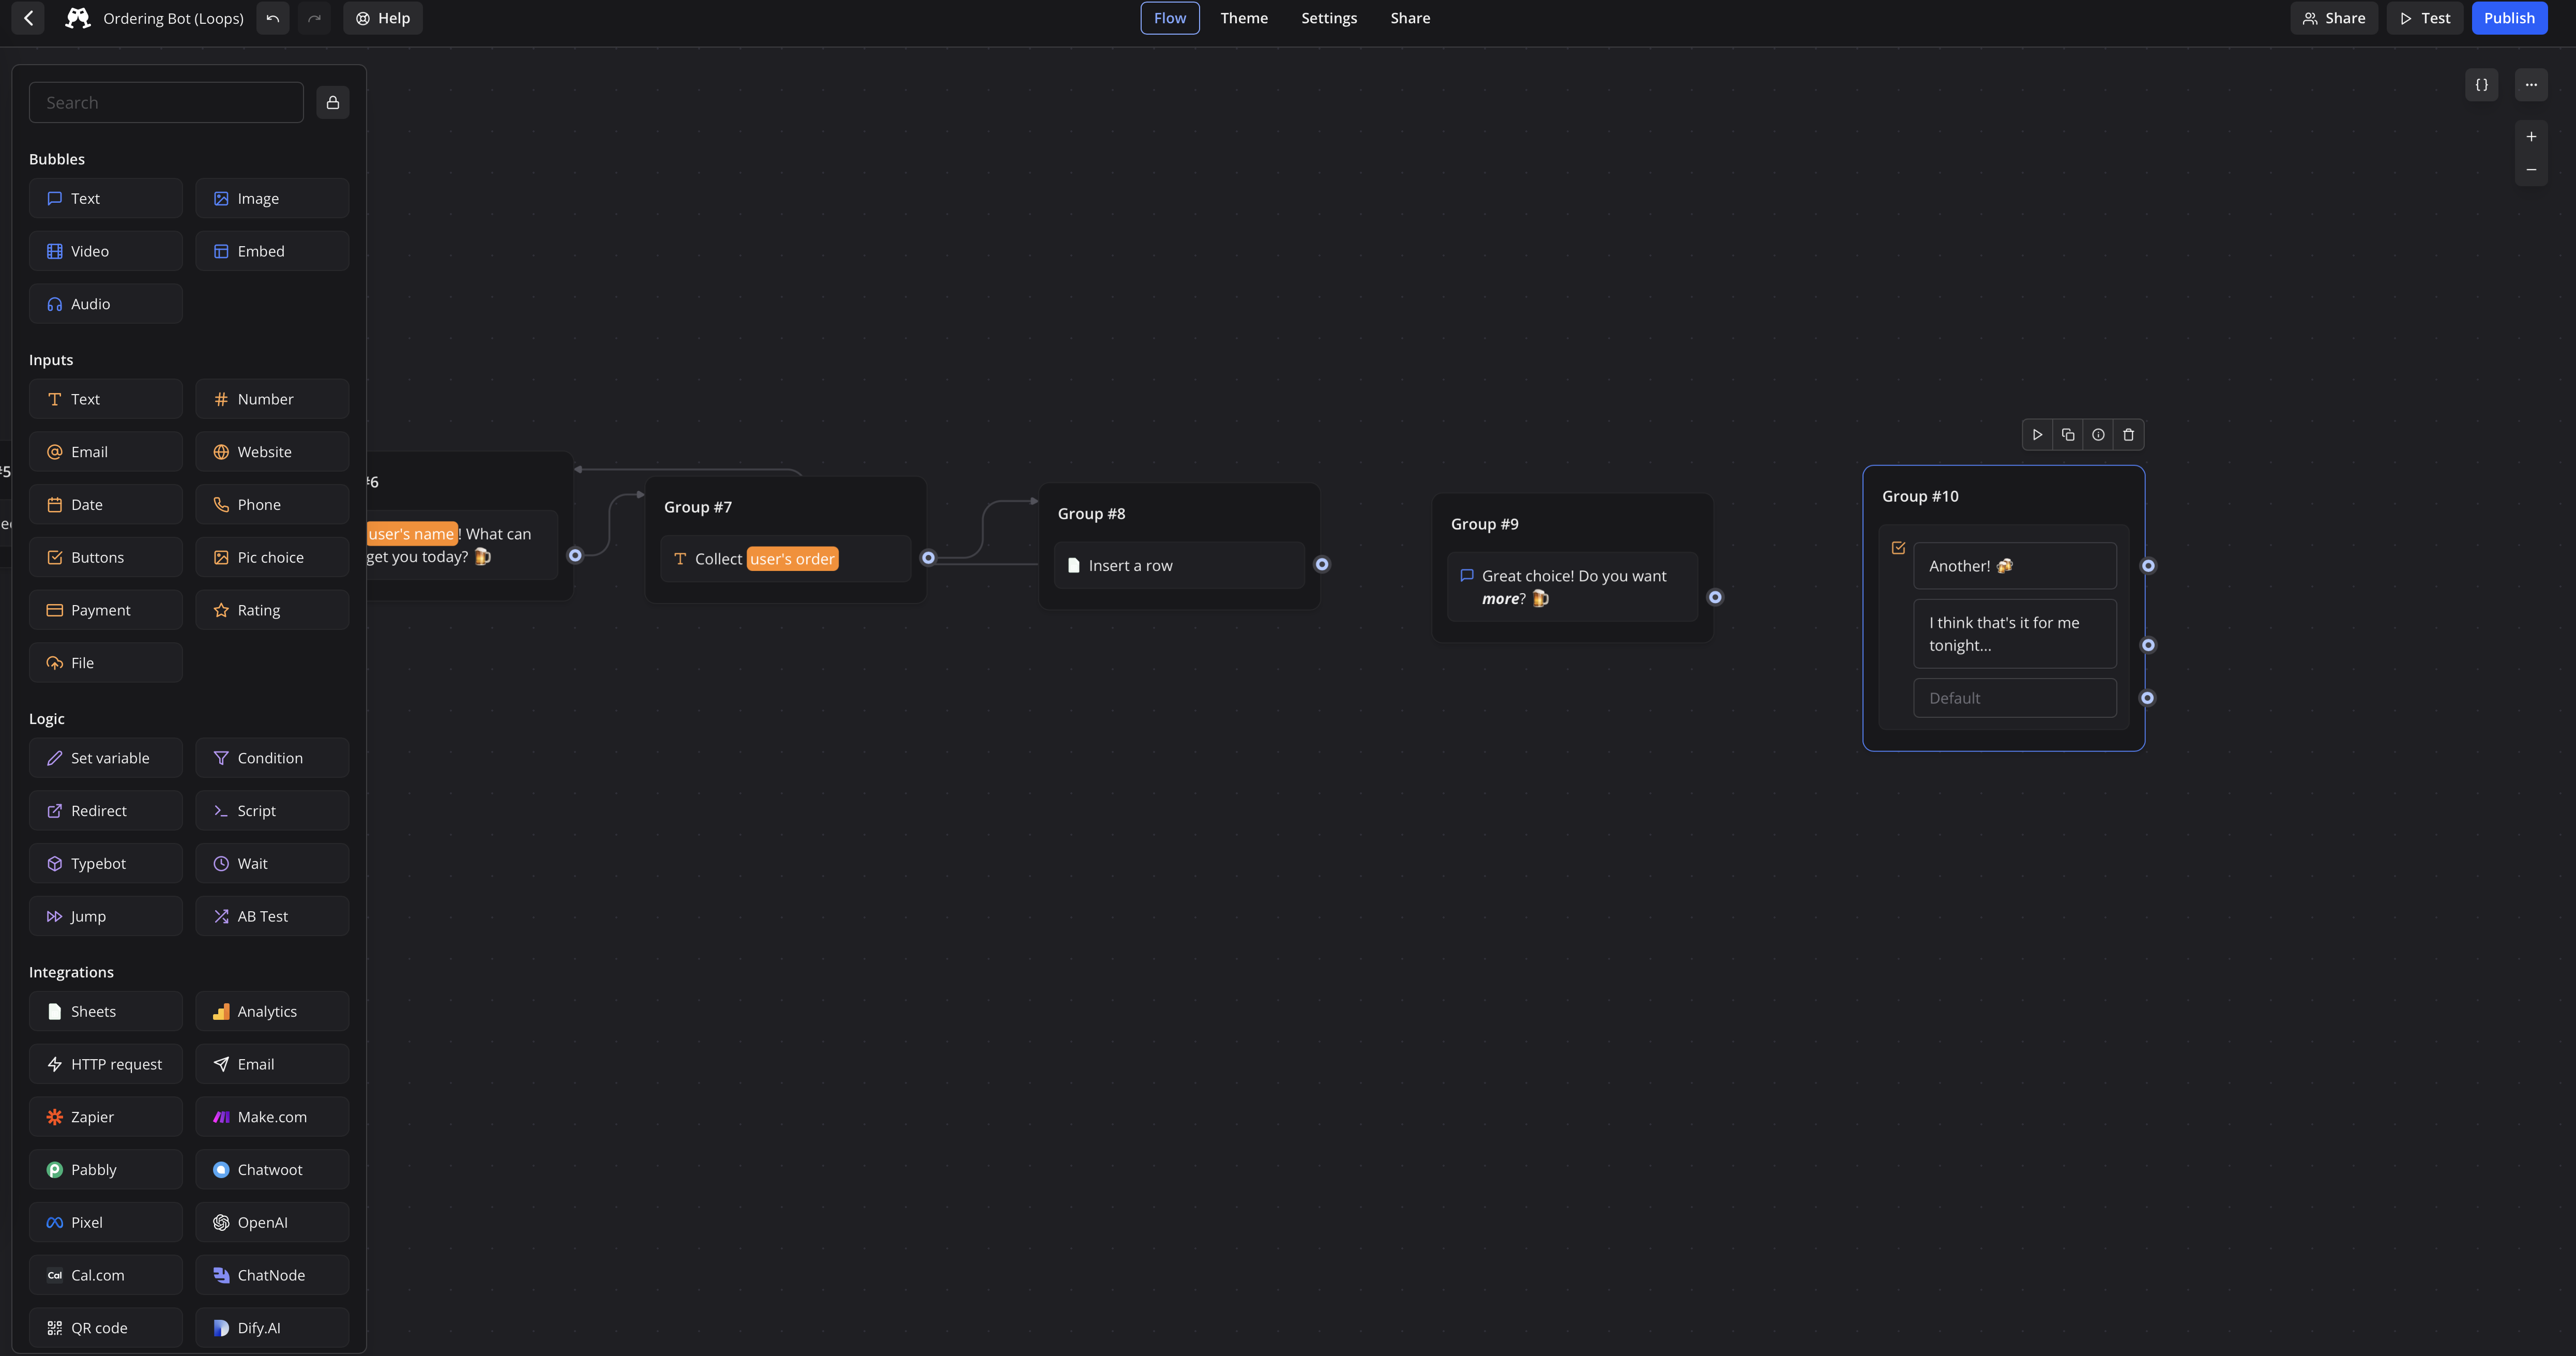 Ordering Bot (Loops)
Help
Flow
Theme
Settings
Share
Share
Test
Publish
Search
Bubbles
Text
Image
Video
Embed
Audio
Inputs
Text
Number
Email
Website
Date
Phone
Buttons
Pic choice
Payment
Rating
File
Logic
Set variable
Condition
Redirect
Script
Typebot
Wait
Jump
AB Test
Integrations
Sheets
Analytics
HTTP request
Email
Zapier
Make.com
Pabbly
Chatwoot
Pixel
OpenAI
Cal
Cal.com
ChatNode
QR code
Dify.AI
#5
#6
user's name! What can
get you today? 🍺
Group #7
Collect user's order
Group #8
Insert a row
Group #9
Great choice! Do you want
more? 🍺
Group #10
Another! 🍻
I think that's it for me
tonight...
Default